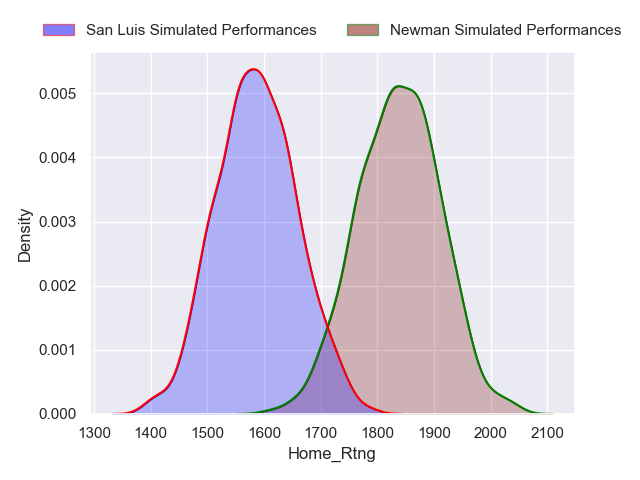 San Luis Simulated Performances Newman Simulated Performances
0.005
0.004
0.003
0.002
0.001
0.000
Density
1300 1400 1500 1600 1700 1800 1900 2000 2100
Home_Rtng